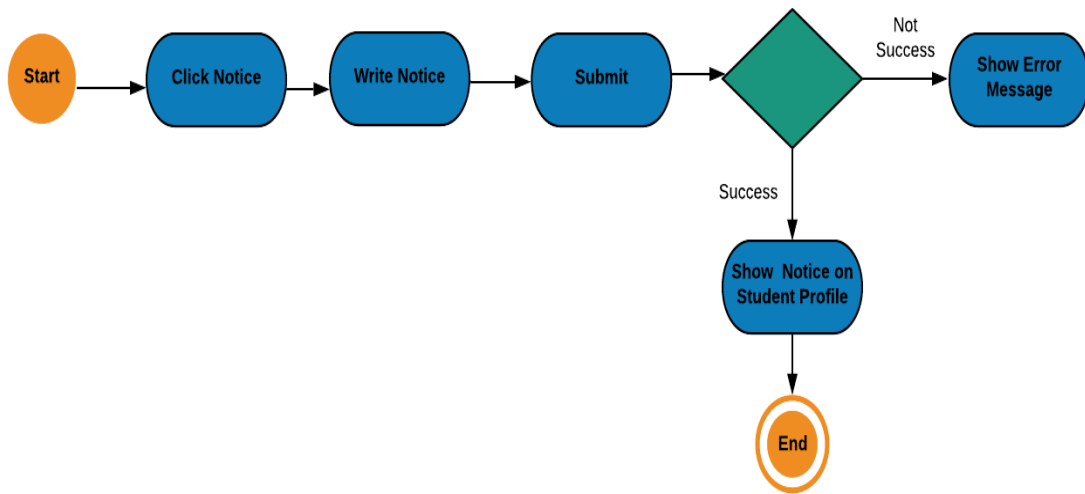 Start
Click Notice
Write Notice
Submit
Not
Success
Show Error
Message
Success
Show Notice on
Student Profile
End